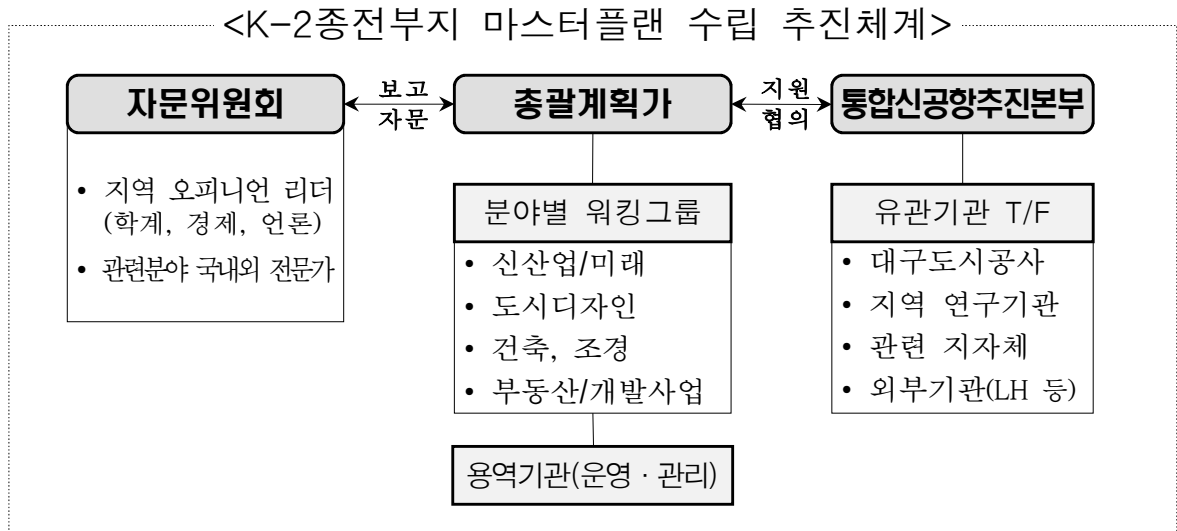 <K-2종전부지 마스터플랜 수립 추진체계>
자문위원회
보고
자문
총괄계획가
지원
협의
통합신공항추진본부
• 지역 오피니언 리더
(학계, 경제, 언론)
• 관련분야 국내외 전문가
분야별 워킹그룹
• 신산업/미래
• 도시디자인
• 건축, 조경
• 부동산/개발사업
용역기관(운영 · 관리)
유관기관 T/F
• 대구도시공사
• 지역 연구기관
• 관련 지자체
• 외부기관(LH 등)